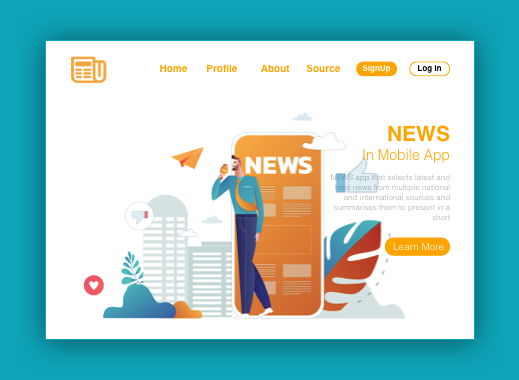 Home Profile About Source SignUp Log In
NEWS
In Mobile App
NEWS
NEWS app that selects latest and
best news from multiple national
and international sources and
summarises them to present in a
short
Learn More